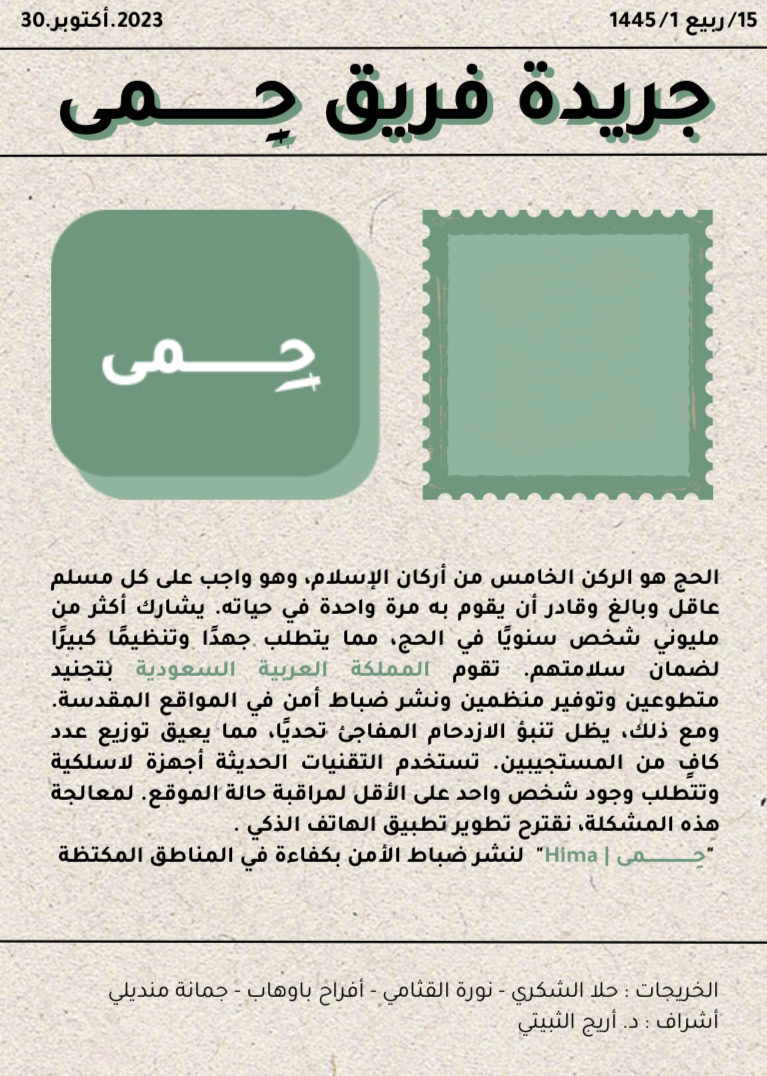 15/ربيع 1/1445
30.أكتوبر.2023
جريدة فريق حِـــمى
حِـــمى
الحج هو الركن الخامس من أركان الإسلام، وهو واجب على كل مسلم
عاقل وبالغ وقادر أن يقوم به مرة واحدة في حياته. يشارك أكثر من
مليوني شخص سنويًا في الحج، مما يتطلب جهدًا وتنظيمًا كبيرًا
لضمان سلامتهم. تقوم المملكة العربية السعودية بتجنيد
متطوعين وتوفير منظمين ونشر ضباط أمن في المواقع المقدسة.
ومع ذلك، يظل تنبؤ الازدحام المفاجئ تحديًا، مما يعيق توزيع عدد
كافٍ من المستجيبين. تستخدم التقنيات الحديثة أجهزة لاسلكية
وتتطلب وجود شخص واحد على الأقل لمراقبة حالة الموقع. لمعالجة
هذه المشكلة، نقترح تطوير تطبيق الهاتف الذكي .
"حِـــمى | Hima" لنشر ضباط الأمن بكفاءة في المناطق المكتظة
الخريجات : حلا الشكري - نورة القثامي - أفراح باوهاب - جمانة منديلي
أشراف : د. أريج الثبيتي